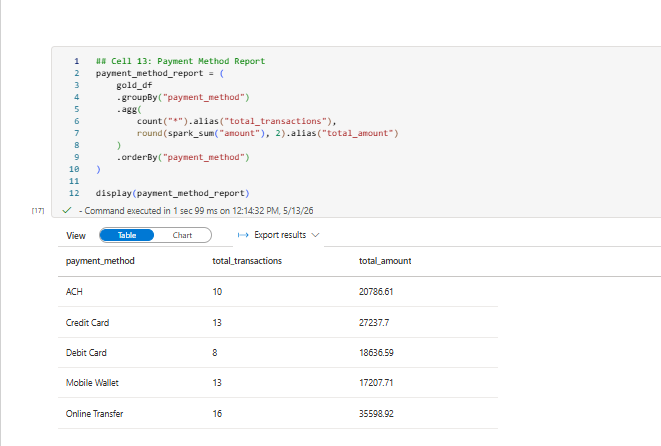 1 ## Cell 13: Payment Method Report
2 payment_method_report = (
3 gold_df
4 .groupBy("payment_method")
5 .agg(
6 count("*").alias("total_transactions"),
7 round(spark_sum("amount"), 2).alias("total_amount")
8 )
9 .orderBy("payment_method")
10 )
11
12 display(payment_method_report)
[17] - Command executed in 1 sec 99 ms on 12:14:32 PM, 5/13/26
View Table Chart Export results
payment_method total_transactions total_amount
ACH 10 20786.61
Credit Card 13 27237.7
Debit Card 8 18636.59
Mobile Wallet 13 17207.71
Online Transfer 16 35598.92